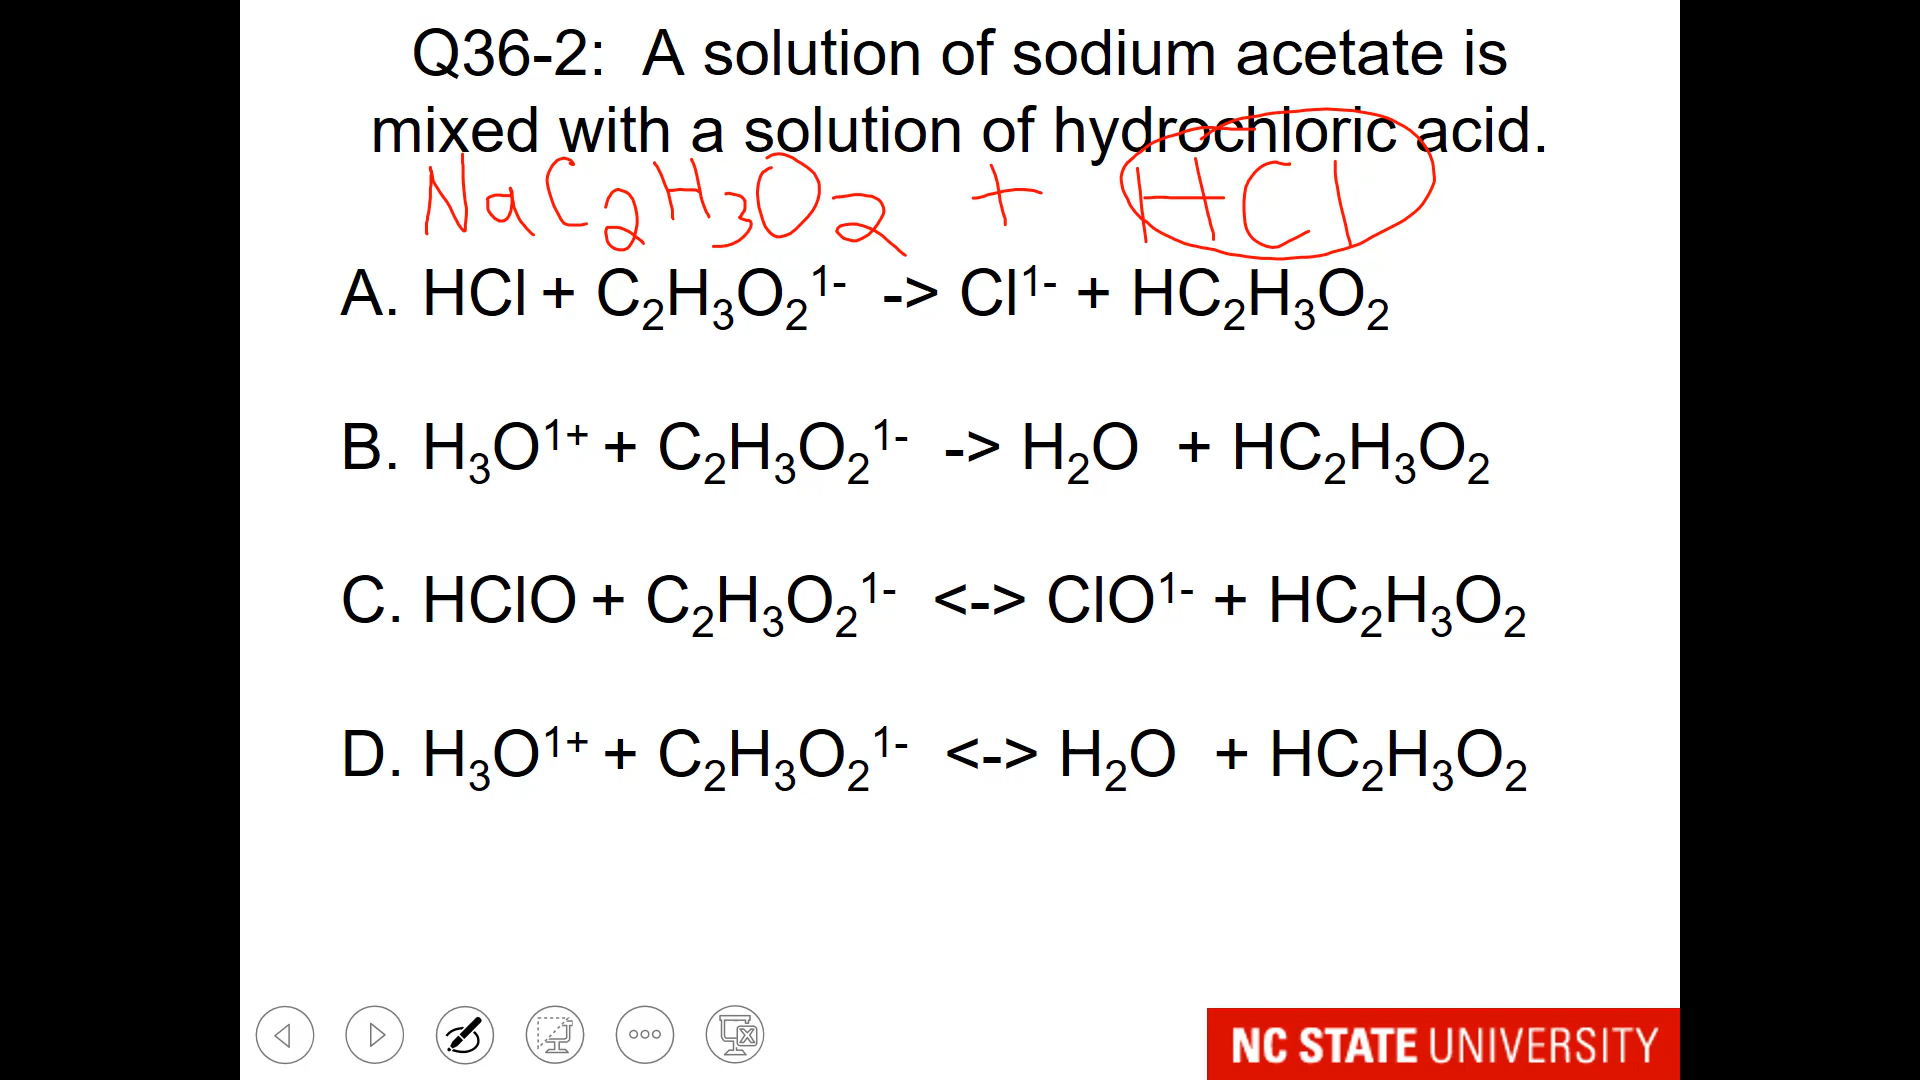 Q36-2: A solution of sodium acetate is
mixed with a solution of hydrochloric acid.
NaC₂H₃O₂ + HCl
A. HCl + C₂H₃O₂¹⁻ -> Cl¹⁻ + HC₂H₃O₂
B. H₃O¹⁺ + C₂H₃O₂¹⁻ -> H₂O + HC₂H₃O₂
C. HClO + C₂H₃O₂¹⁻ <-> ClO¹⁻ + HC₂H₃O₂
D. H₃O¹⁺ + C₂H₃O₂¹⁻ <-> H₂O + HC₂H₃O₂
NC STATE UNIVERSITY